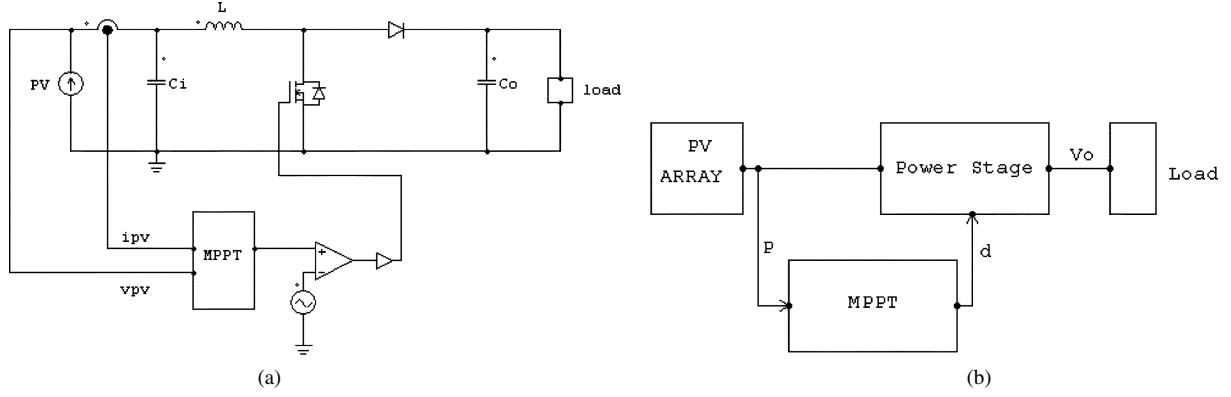 L
PV
Ci
Co
load
ipv
vpv
MPPT
+
−
(a)
PV
ARRAY
Power Stage
Vo
Load
P
d
MPPT
(b)